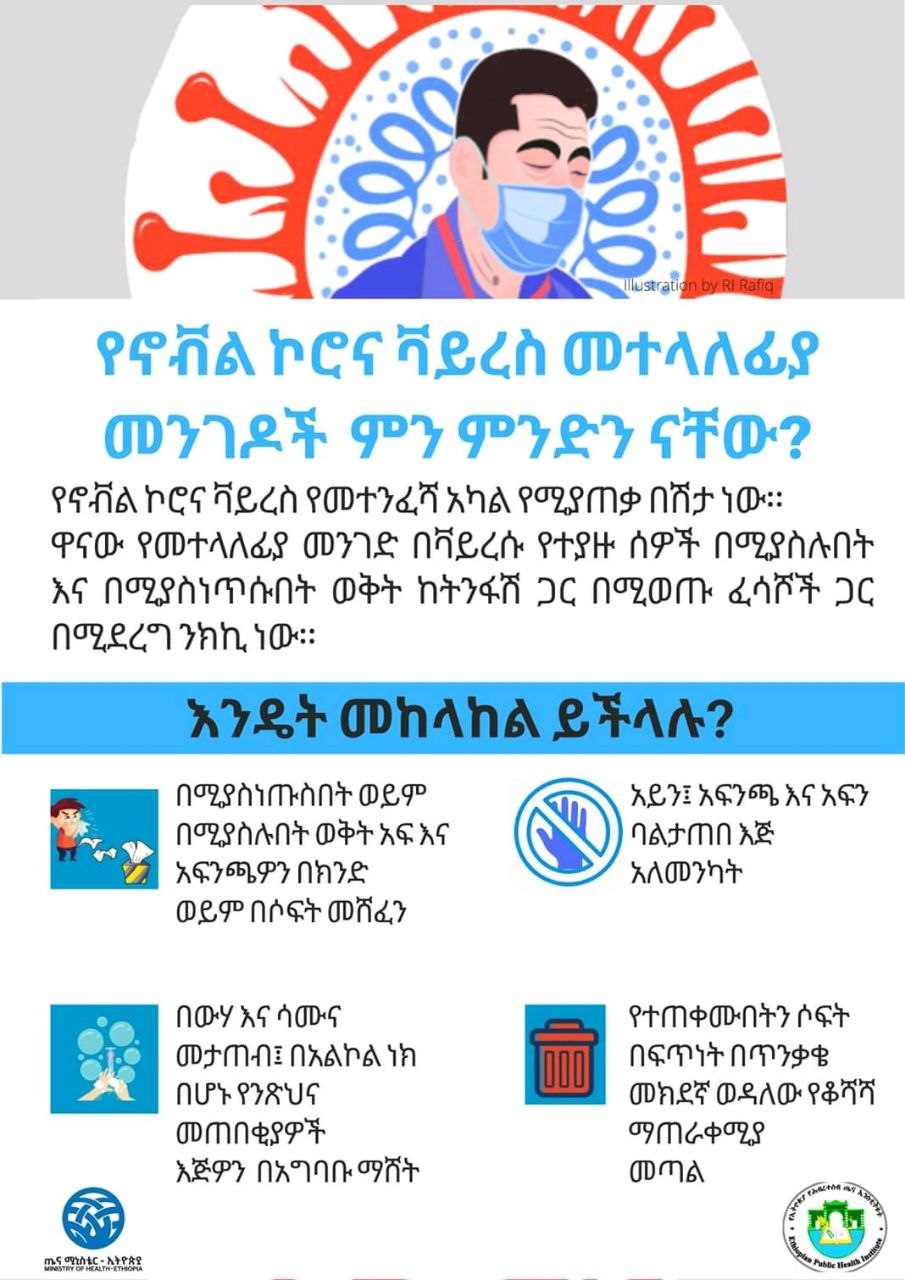 Illustration by RI Rafiq
የኖቭል ኮሮና ቫይረስ መተላለፊያ
መንገዶች ምን ምንድን ናቸው?
የኖቭል ኮሮና ቫይረስ የመተንፈሻ አካል የሚያጠቃ በሽታ ነው።
ዋናው የመተላለፊያ መንገድ በቫይረሱ የተያዙ ሰዎች በሚያስሉበት
እና በሚያስነጥሱበት ወቅት ከትንፋሽ ጋር በሚወጡ ፈሳሾች ጋር
በሚደረግ ንክኪ ነው።
እንዴት መከላከል ይችላሉ?
በሚያስነጡስበት ወይም
በሚያስሉበት ወቅት አፍ እና
አፍንጫዎን በክንድ
ወይም በሶፍት መሸፈን
አይን፤ አፍንጫ እና አፍን
ባልታጠበ እጅ
አለመንካት
በውሃ እና ሳሙና
መታጠብ፤ በአልኮል ነክ
በሆኑ የንጽህና
መጠበቂያዎች
እጅዎን በአግባቡ ማሸት
የተጠቀሙበትን ሶፍት
በፍጥነት በጥንቃቄ
መክደኛ ወዳለው የቆሻሻ
ማጠራቀሚያ
መጣል
ጤና ሚኒስቴር - ኢትዮጵያ
MINISTRY OF HEALTH-ETHIOPIA
የኢትዮጵያ የሕብረተሰብ ጤና ኢንስቲትዩት
Ethiopian Public Health Institute